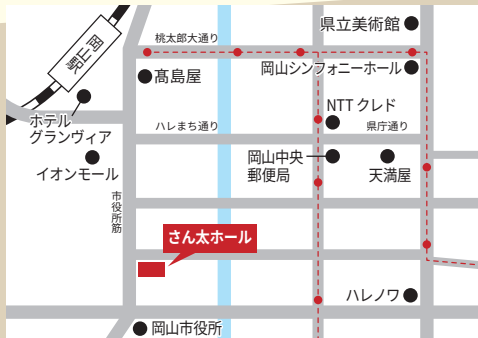 県立美術館
桃太郎大通り
岡山駅
髙島屋
岡山シンフォニーホール
NTTクレド
ホテル
グランヴィア
ハレまち通り
県庁通り
イオンモール
岡山中央
郵便局
天満屋
市役所筋
さん太ホール
ハレノワ
岡山市役所